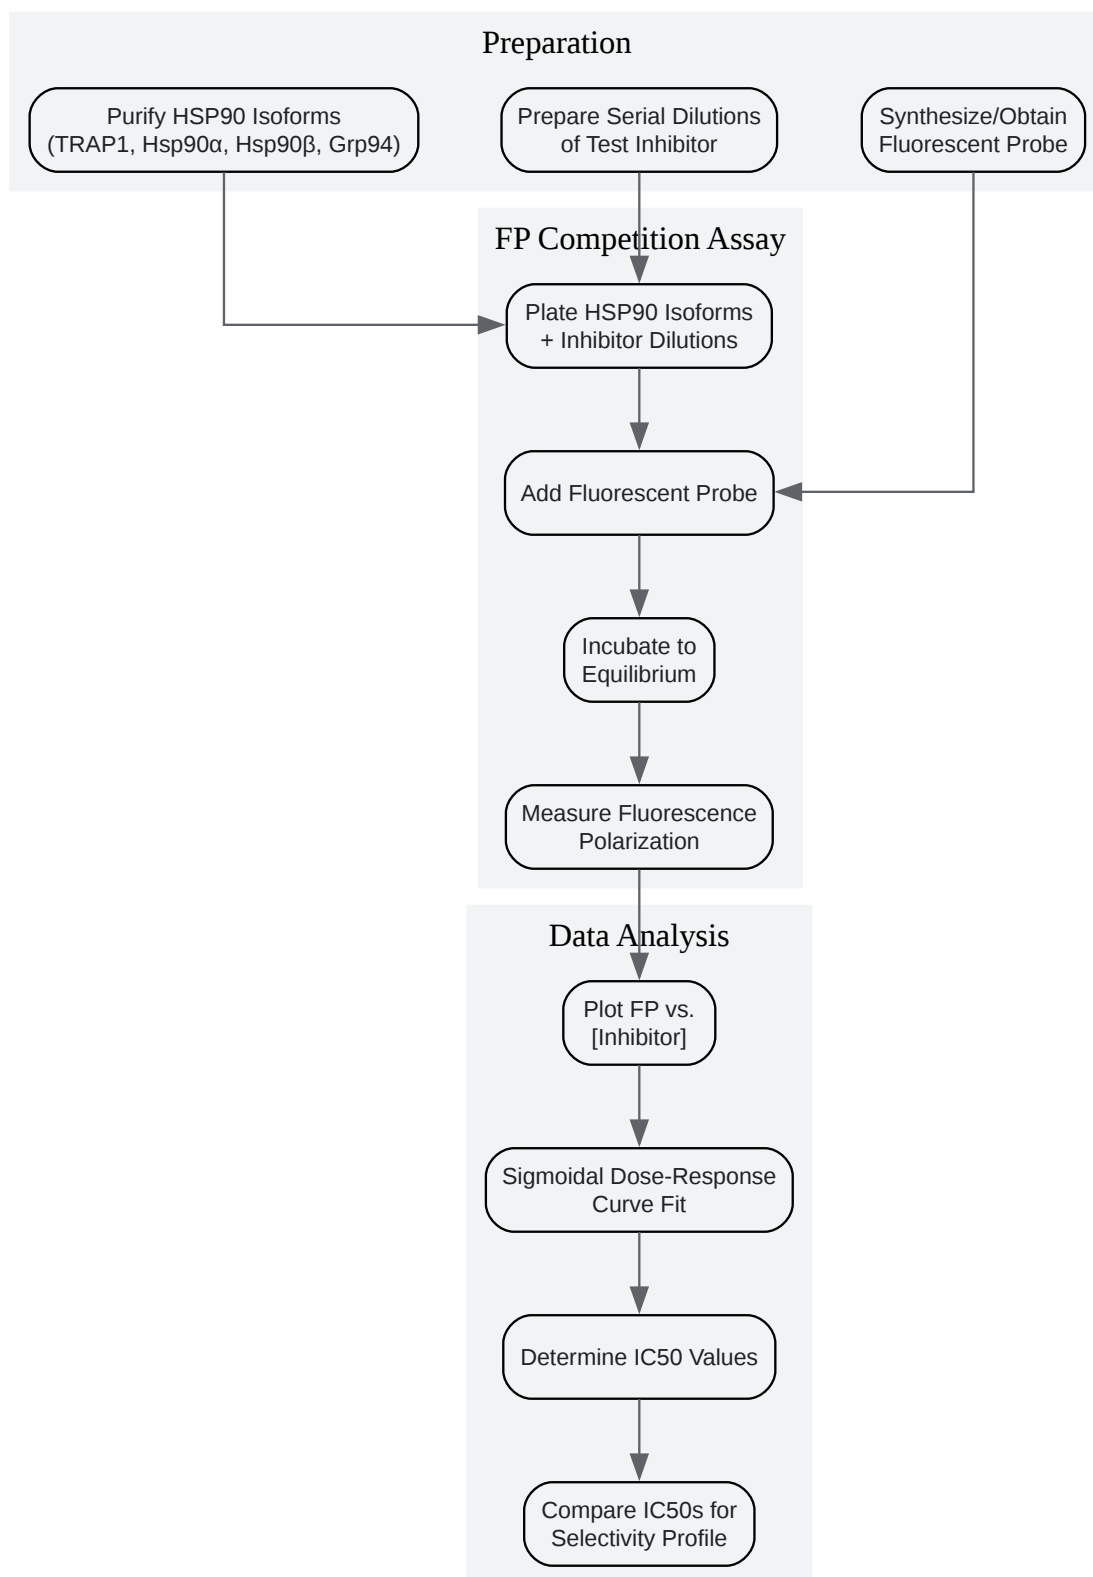 Preparation
Purify HSP90 Isoforms
(TRAP1, Hsp90α, Hsp90β, Grp94)
Prepare Serial Dilutions
of Test Inhibitor
Synthesize/Obtain
Fluorescent Probe
FP Competition Assay
Plate HSP90 Isoforms
+ Inhibitor Dilutions
Add Fluorescent Probe
Incubate to
Equilibrium
Measure Fluorescence
Polarization
Data Analysis
Plot FP vs.
[Inhibitor]
Sigmoidal Dose-Response
Curve Fit
Determine IC50 Values
Compare IC50s for
Selectivity Profile